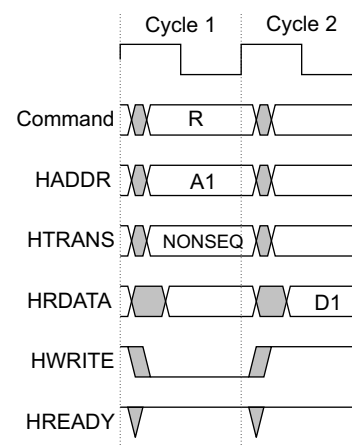 Cycle 1 Cycle 2
Command R
HADDR A1
HTRANS NONSEQ
HRDATA D1
HWRITE
HREADY